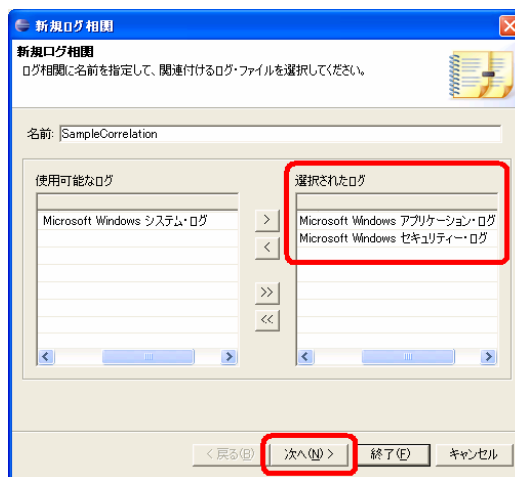 新規ログ相関
新規ログ相関
ログ相関に名前を指定して、関連付けるログ・ファイルを選択してください。
名前: SampleCorrelation
使用可能なログ
Microsoft Windows システム・ログ
>
<
>>
<<
選択されたログ
Microsoft Windows アプリケーション・ログ
Microsoft Windows セキュリティー・ログ
< 戻る(B)
次へ(N) >
終了(F)
キャンセル